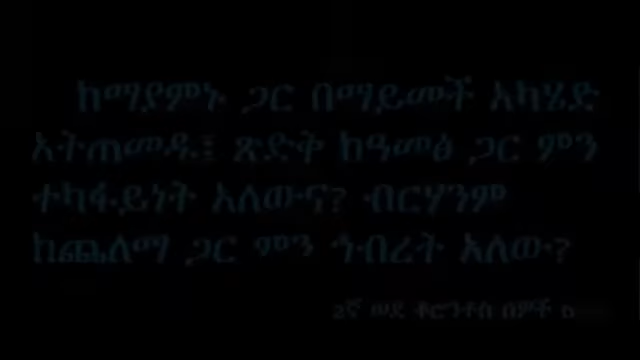 ከማያምኑ ጋር በማይመች አካሄድ
አትጠመዱ፤ ጽድቅ ከዓመፅ ጋር ምን
ተካፋይነት አለውና? ብርሃንም
ከጨለማ ጋር ምን ኅብረት አለው?
2ኛ ወደ ቆሮንቶስ ሰዎች